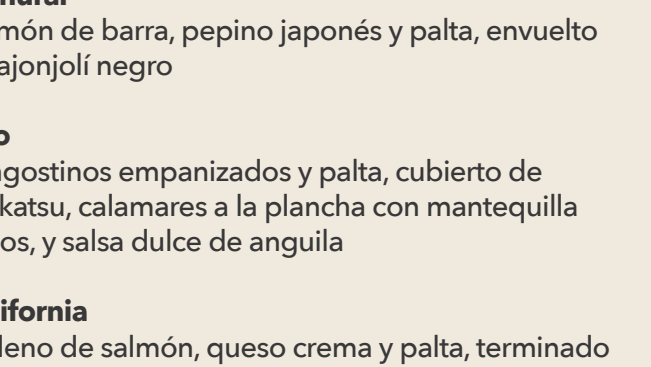 món de barra, pepino japonés y palta, envuelto
ajonjolí negro
o
gostinos empanizados y palta, cubierto de
katsu, calamares a la plancha con mantequilla
os, y salsa dulce de anguila
ifornia
leno de salmón, queso crema y palta, terminado